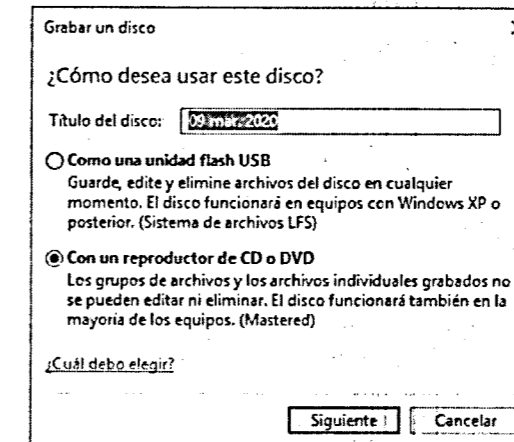 Grabar un disco
¿Cómo desea usar este disco?
Título del disco: 09 mar. 2020
Como una unidad flash USB
Guarde, edite y elimine archivos del disco en cualquier
momento. El disco funcionará en equipos con Windows XP o
posterior. (Sistema de archivos LFS)
Con un reproductor de CD o DVD
Los grupos de archivos y los archivos individuales grabados no
se pueden editar ni eliminar. El disco funcionará también en la
mayoría de los equipos. (Mastered)
¿Cuál debo elegir?
Siguiente Cancelar